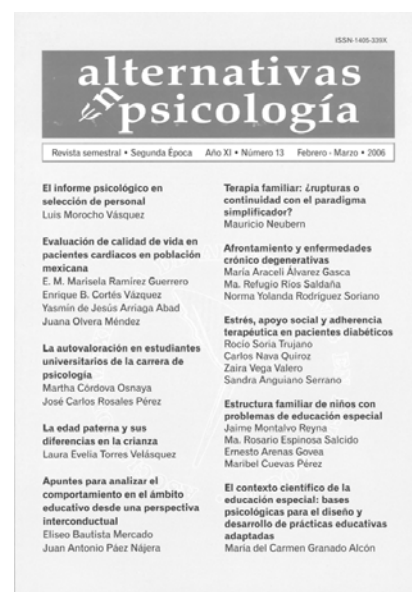 ISSN-1405-339X
alternativas
en psicología
Revista semestral • Segunda Época   Año XI • Número 13   Febrero - Marzo • 2006
El informe psicológico en
selección de personal
Luis Morocho Vásquez
Evaluación de calidad de vida en
pacientes cardiacos en población
mexicana
E. M. Marisela Ramírez Guerrero
Enrique B. Cortés Vázquez
Yasmin de Jesús Arriaga Abad
Juana Olvera Méndez
La autovaloración en estudiantes
universitarios de la carrera de
psicología
Martha Córdova Osnaya
José Carlos Rosales Pérez
La edad paterna y sus
diferencias en la crianza
Laura Evelia Torres Velásquez
Apuntes para analizar el
comportamiento en el ámbito
educativo desde una perspectiva
interconductual
Eliseo Bautista Mercado
Juan Antonio Páez Nájera
Terapia familiar: ¿rupturas o
continuidad con el paradigma
simplificador?
Mauricio Neubern
Afrontamiento y enfermedades
crónico degenerativas
María Araceli Álvarez Gasca
Ma. Refugio Ríos Saldaña
Norma Yolanda Rodríguez Soriano
Estrés, apoyo social y adherencia
terapéutica en pacientes diabéticos
Rocío Soria Trujano
Carlos Nava Quiroz
Zaira Vega Valero
Sandra Anguiano Serrano
Estructura familiar de niños con
problemas de educación especial
Jaime Montalvo Reyna
Ma. Rosario Espinosa Salcido
Ernesto Arenas Govea
Maribel Cuevas Pérez
El contexto científico de la
educación especial: bases
psicológicas para el diseño y
desarrollo de prácticas educativas
adaptadas
María del Carmen Granado Alcón